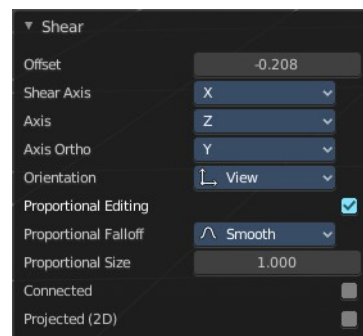 Shear
Offset -0.208
Shear Axis X
Axis Z
Axis Ortho Y
Orientation View
Proportional Editing
Proportional Falloff Smooth
Proportional Size 1.000
Connected
Projected (2D)